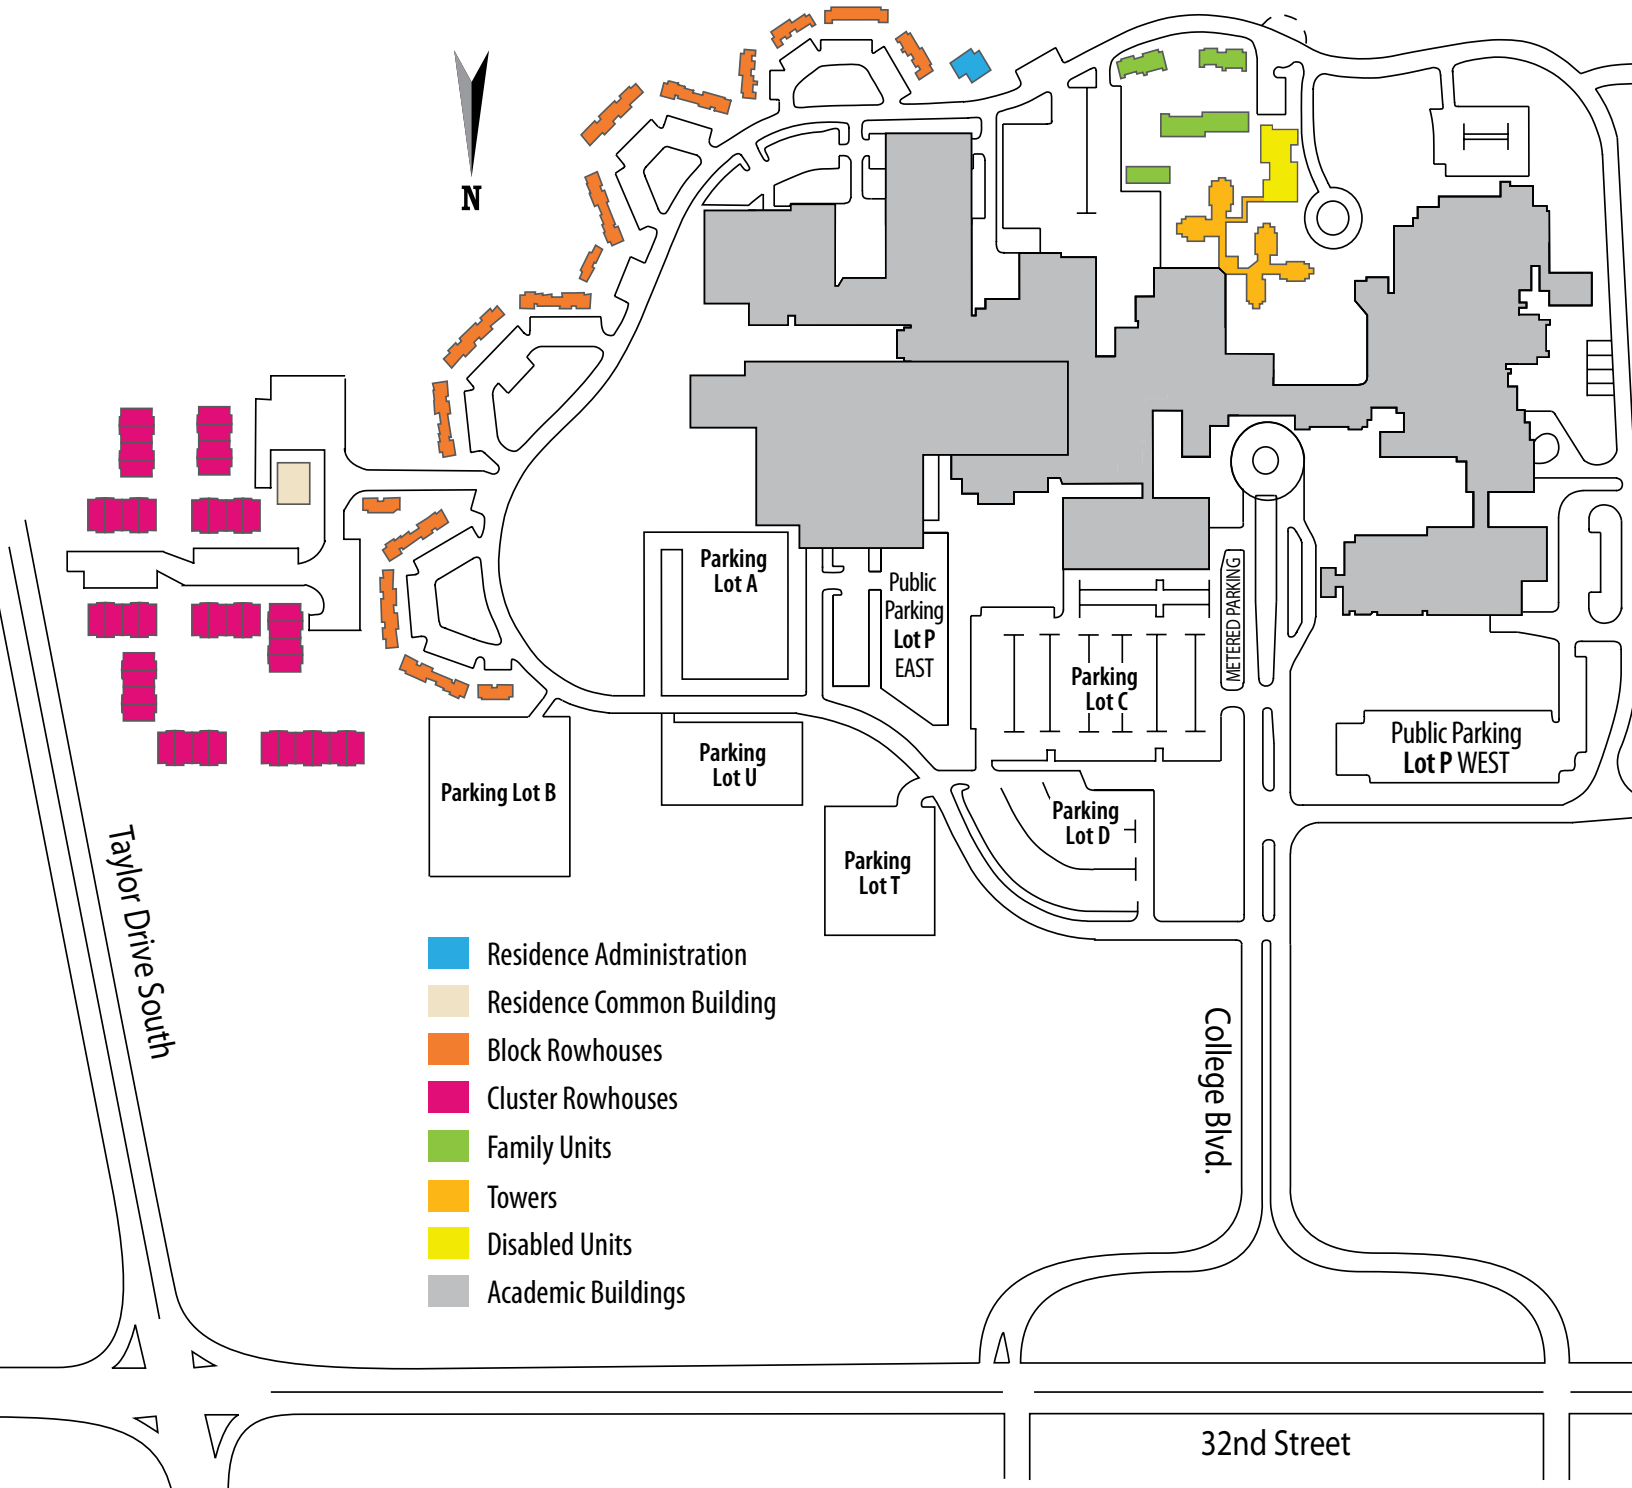 N
Parking
Lot A
Public
Parking
Lot P
EAST
METERED PARKING
Parking
Lot C
Public Parking
Lot P WEST
Parking
Lot U
Parking Lot B
Parking
Lot D
Parking
Lot T
Taylor Drive South
College Blvd.
Residence Administration
Residence Common Building
Block Rowhouses
Cluster Rowhouses
Family Units
Towers
Disabled Units
Academic Buildings
32nd Street